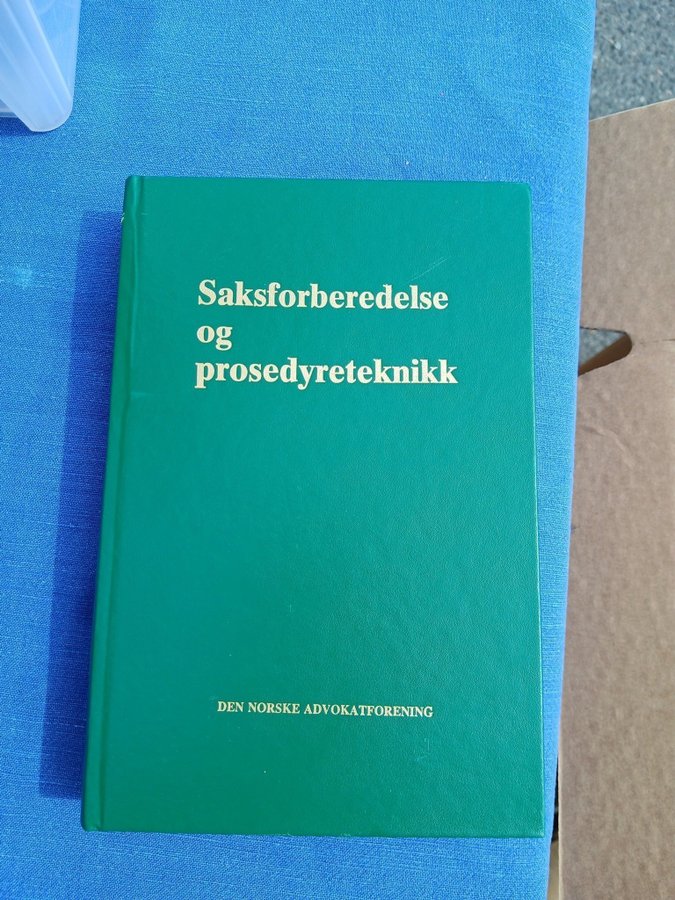 Saksforberedelse
og
prosedyreteknikk
DEN NORSKE ADVOKATFORENING